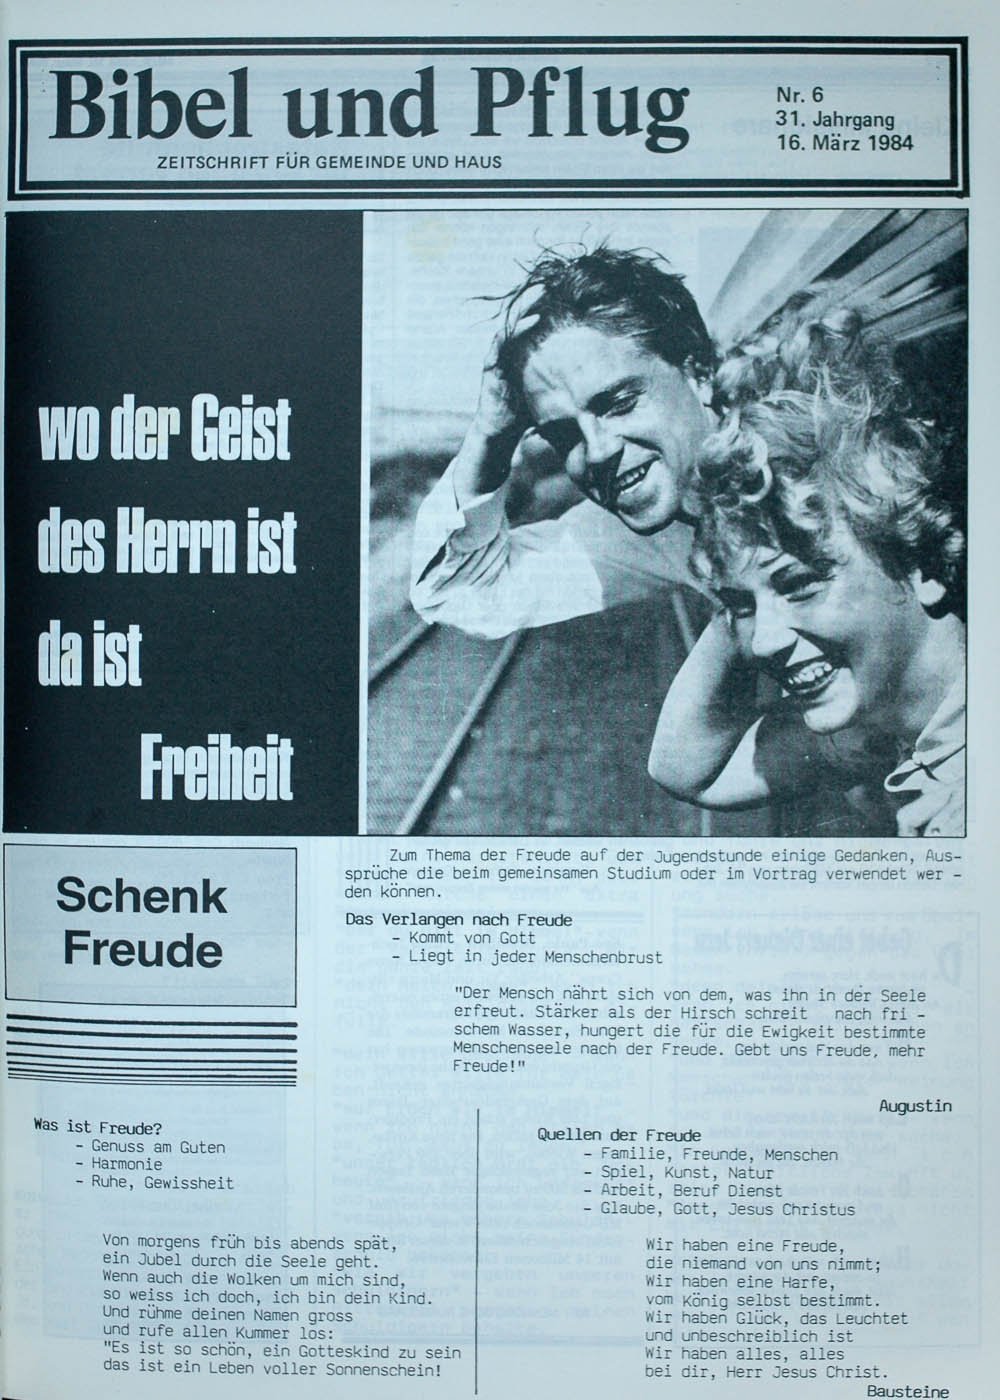 Bibel und Pflug
ZEITSCHRIFT FÜR GEMEINDE UND HAUS
Nr. 6
31. Jahrgang
16. März 1984
wo der Geist
des Herrn ist
da ist
Freiheit
Schenk
Freude
Zum Thema der Freude auf der Jugendstunde einige Gedanken, Aus-
sprüche die beim gemeinsamen Studium oder im Vortrag verwendet wer -
den können.
Das Verlangen nach Freude
- Kommt von Gott
- Liegt in jeder Menschenbrust
"Der Mensch nährt sich von dem, was ihn in der Seele
erfreut. Stärker als der Hirsch schreit nach fri -
schem Wasser, hungert die für die Ewigkeit bestimmte
Menschenseele nach der Freude. Gebt uns Freude, mehr
Freude!"
Augustin
Was ist Freude?
- Genuss am Guten
- Harmonie
- Ruhe, Gewissheit
Von morgens früh bis abends spät,
ein Jubel durch die Seele geht.
Wenn auch die Wolken um mich sind,
so weiss ich doch, ich bin dein Kind.
Und rühme deinen Namen gross
und rufe allen Kummer los:
"Es ist so schön, ein Gotteskind zu sein
das ist ein Leben voller Sonnenschein!
Quellen der Freude
- Familie, Freunde, Menschen
- Spiel, Kunst, Natur
- Arbeit, Beruf Dienst
- Glaube, Gott, Jesus Christus
Wir haben eine Freude,
die niemand von uns nimmt;
Wir haben eine Harfe,
vom König selbst bestimmt.
Wir haben Glück, das Leuchtet
und unbeschreiblich ist
Wir haben alles, alles
bei dir, Herr Jesus Christ.
Bausteine